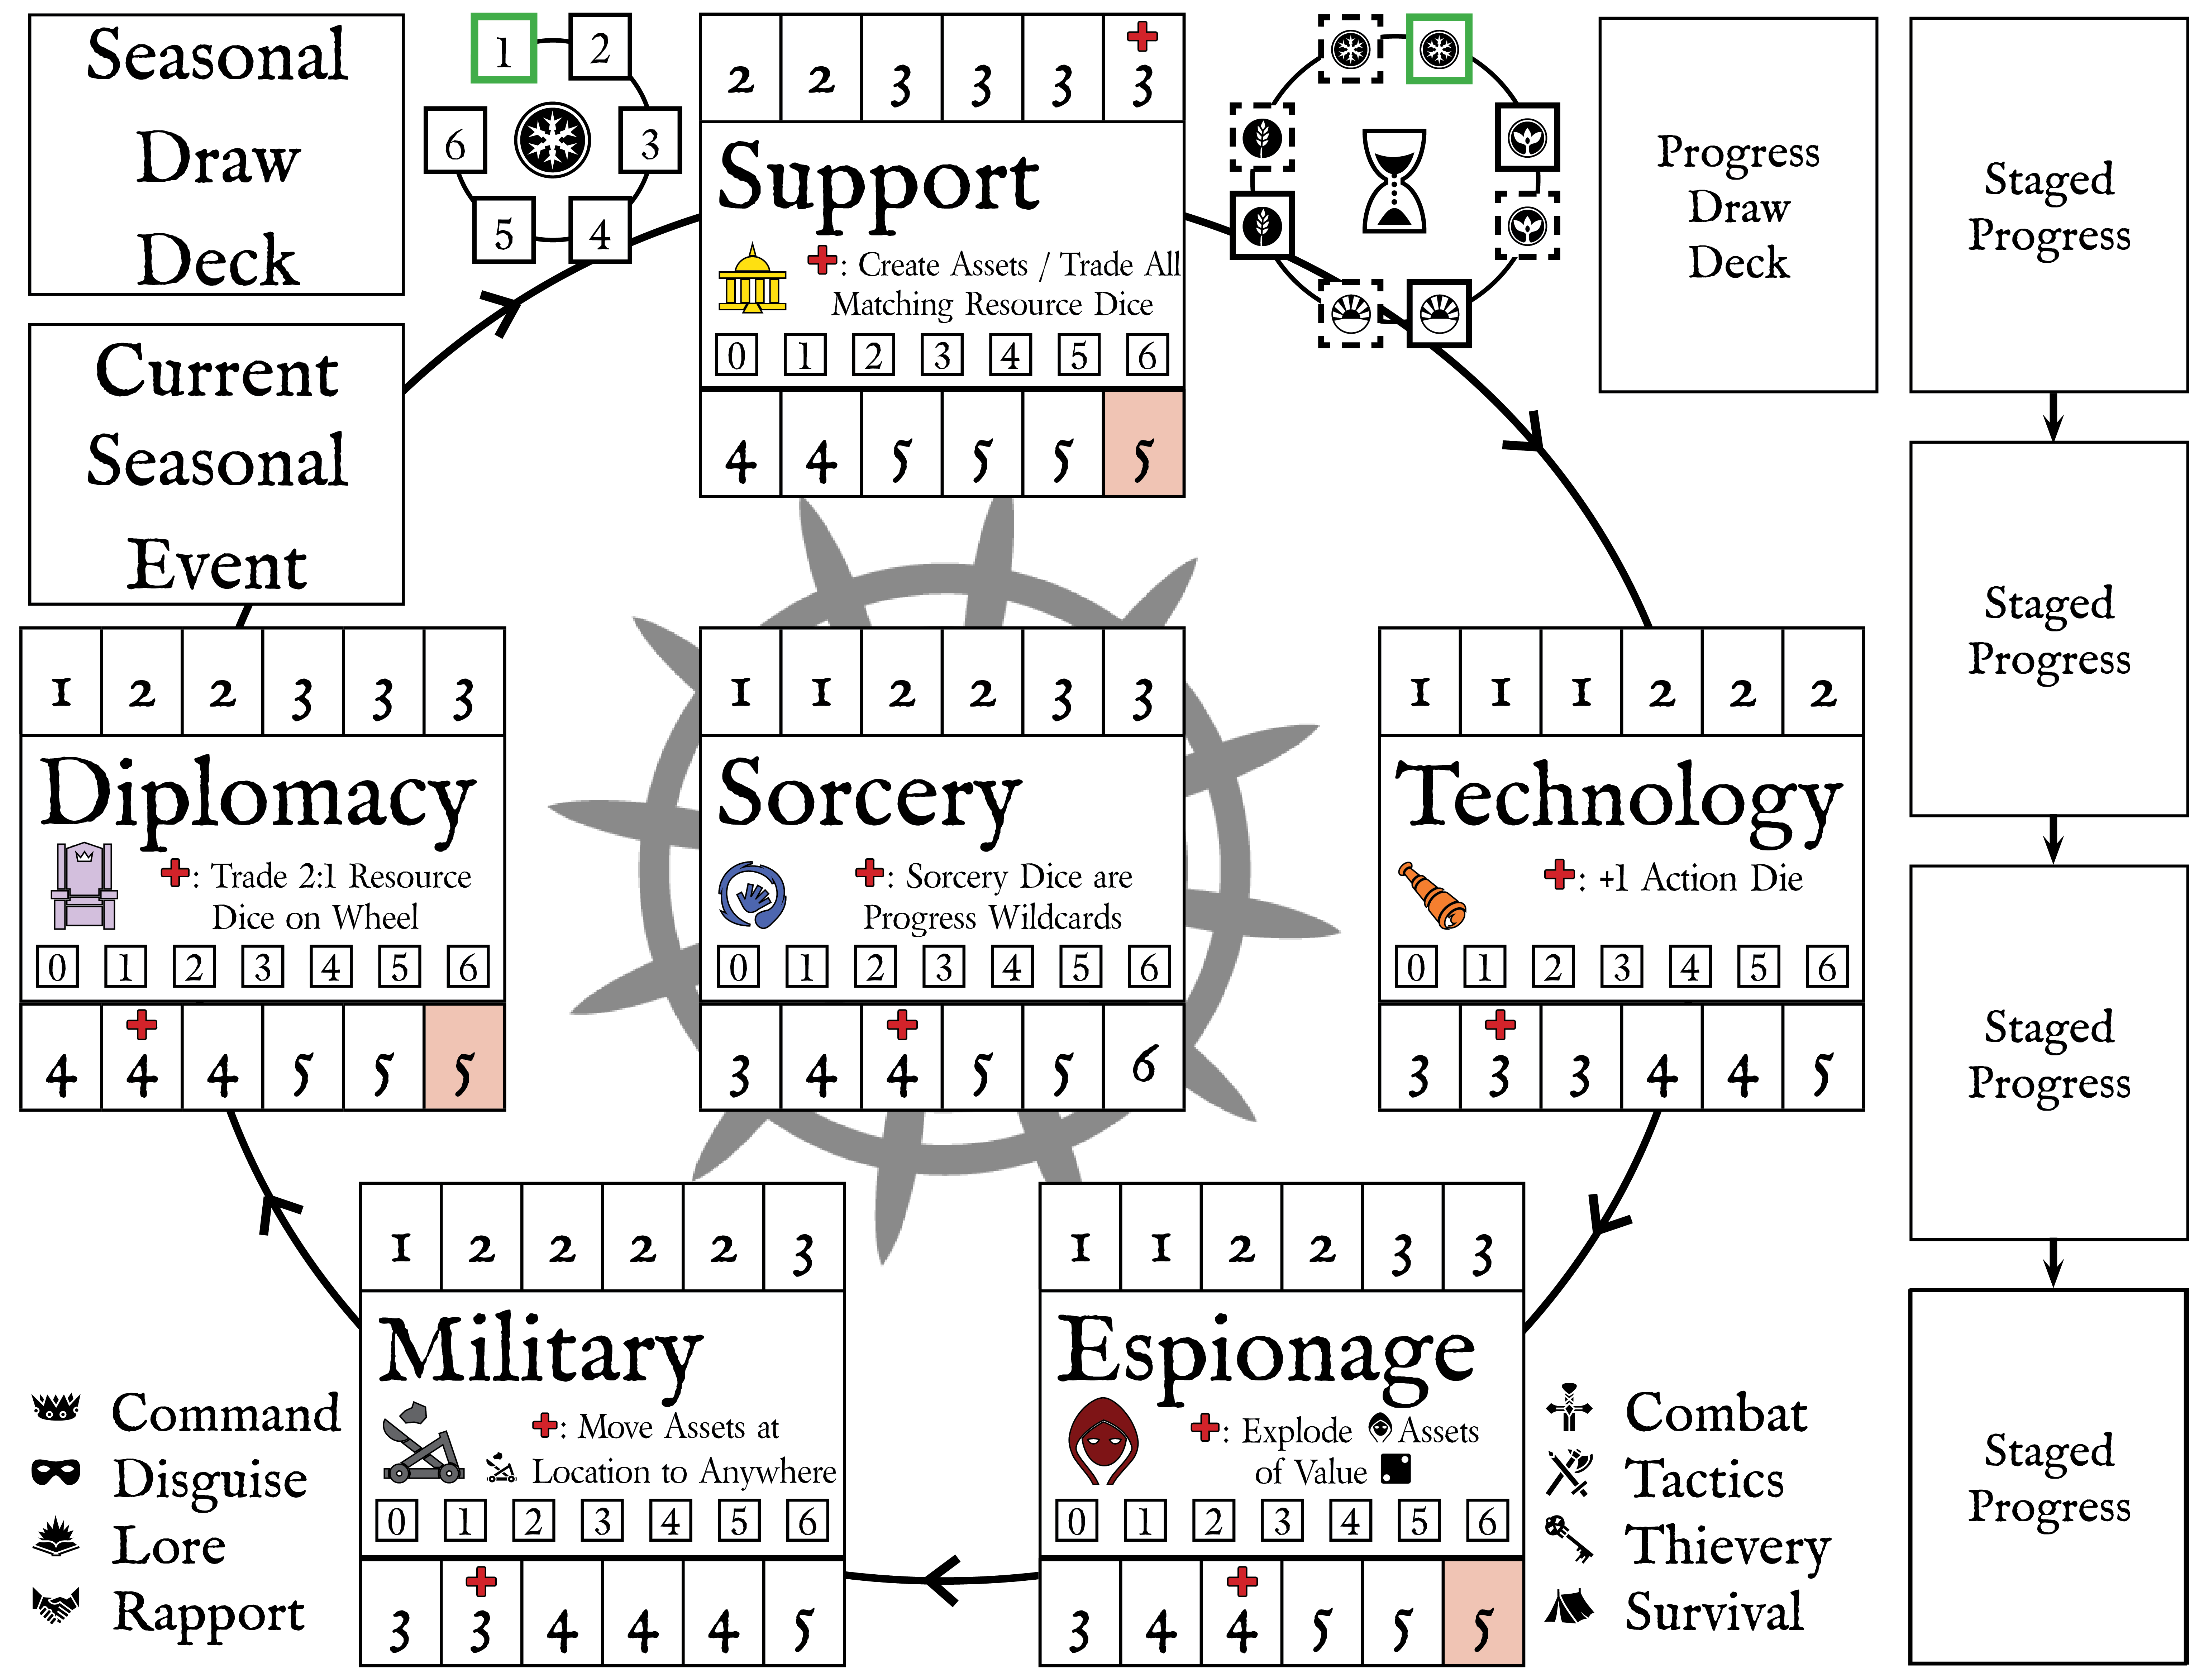 Seasonal
Draw
Deck
1 2
6 3
5 4
2 2 3 3 3 3
Support
: Create Assets / Trade All
Matching Resource Dice
0 1 2 3 4 5 6
4 4 5 5 5 5
Progress
Draw
Deck
Staged
Progress
Current
Seasonal
Event
Staged
Progress
1 2 2 3 3 3
Diplomacy
: Trade 2:1 Resource
Dice on Wheel
0 1 2 3 4 5 6
4 4 4 5 5 5
1 1 2 2 3 3
Sorcery
: Sorcery Dice are
Progress Wildcards
0 1 2 3 4 5 6
3 4 4 5 5 6
1 1 1 2 2 2
Technology
: +1 Action Die
0 1 2 3 4 5 6
3 3 3 4 4 5
Staged
Progress
1 2 2 2 2 3
Military
: Move Assets at
Location to Anywhere
0 1 2 3 4 5 6
3 3 4 4 4 5
1 1 2 2 3 3
Espionage
: Explode Assets
of Value
0 1 2 3 4 5 6
3 4 4 5 5 5
Command
Disguise
Lore
Rapport
Combat
Tactics
Thievery
Survival
Staged
Progress